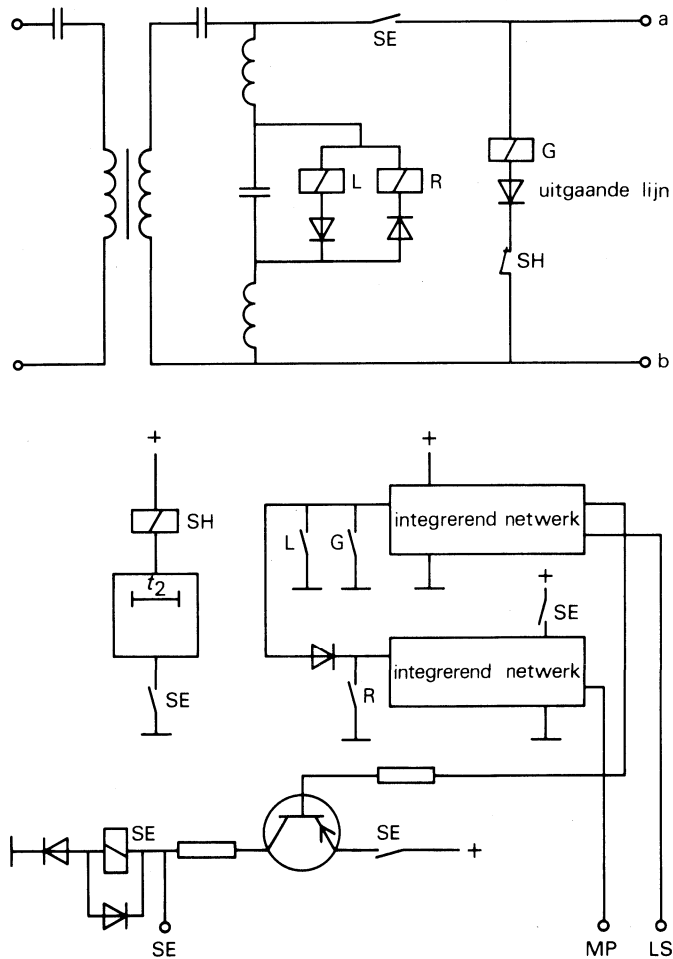 a
SE
G
L
R
uitgaande lijn
SH
b
+
+
SH
integrerend netwerk
L
G
t2
+
SE
integrerend netwerk
SE
R
SE
SE
+
SE
MP
LS